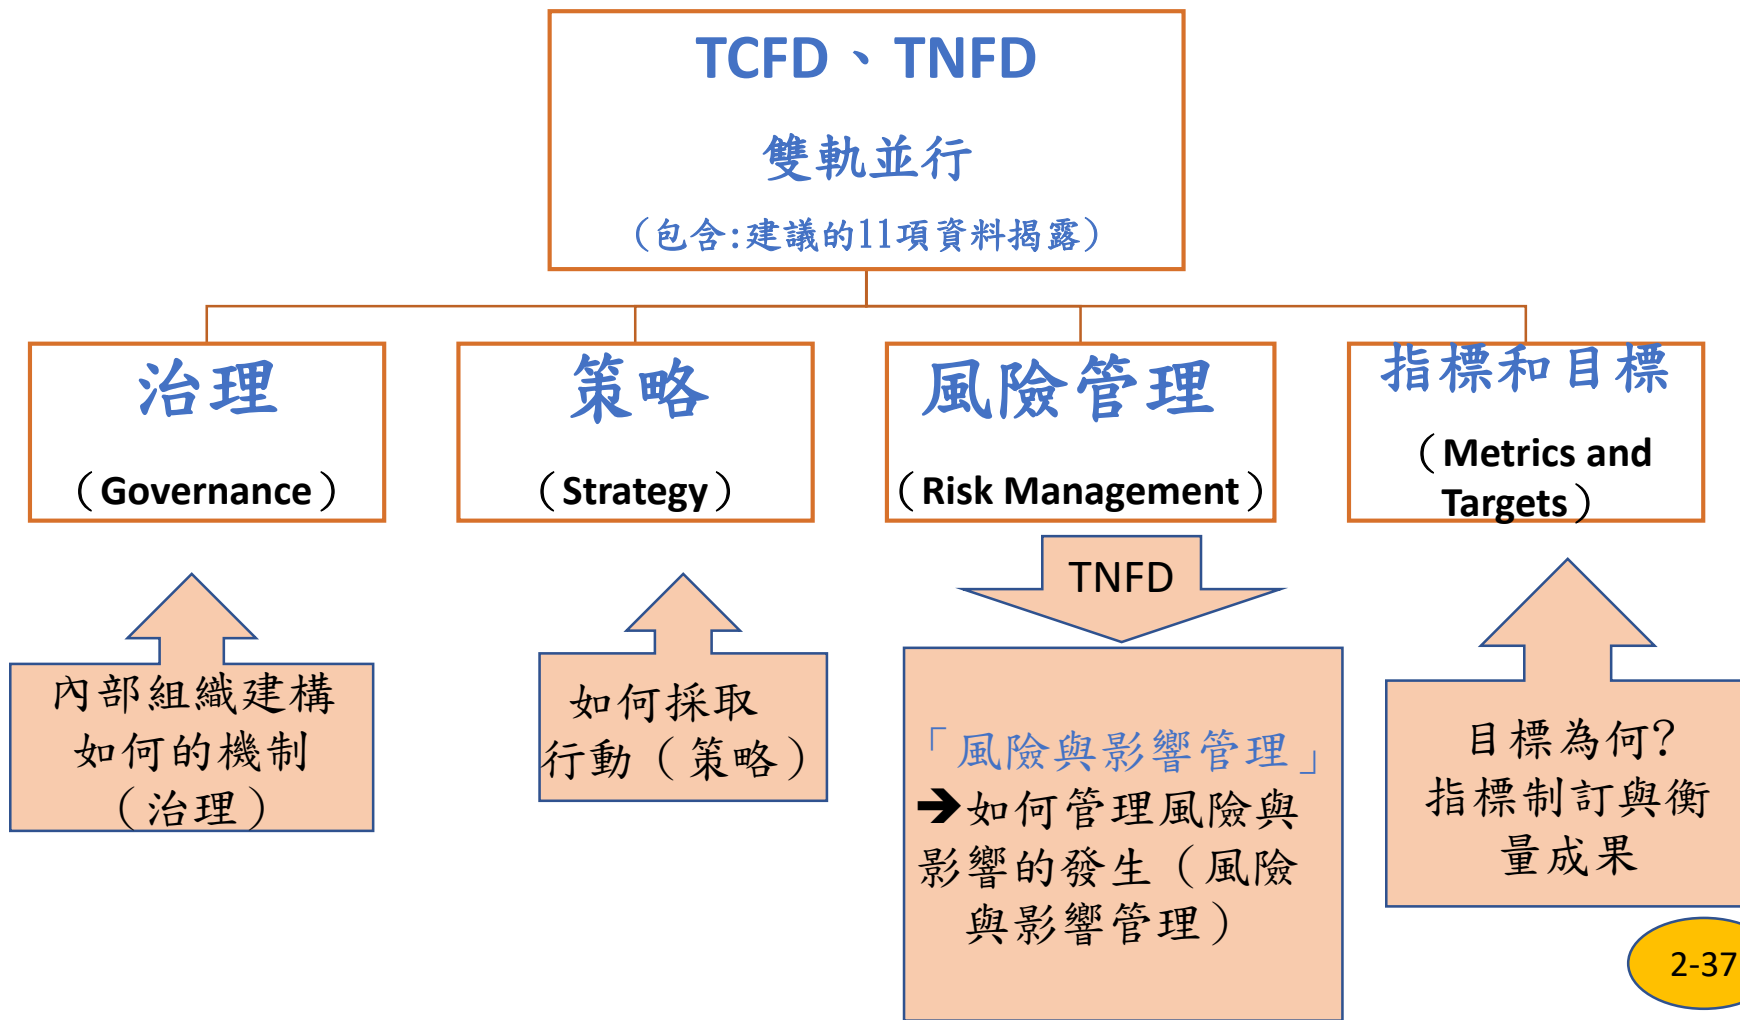 TCFD、TNFD
雙軌並行
（包含:建議的11項資料揭露）
治理
（Governance）
策略
（Strategy）
風險管理
（Risk Management）
指標和目標
（Metrics and
Targets）
內部組織建構
如何的機制
（治理）
如何採取
行動（策略）
TNFD
「風險與影響管理」
➔如何管理風險與
影響的發生（風險
與影響管理）
目標為何?
指標制訂與衡
量成果
2-37